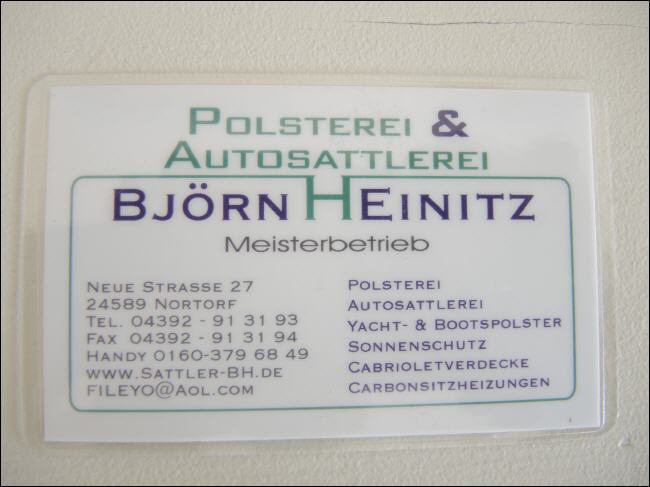 Polsterei &
Autosattlerei
Björn HEinitz
Meisterbetrieb
Neue Strasse 27
24589 Nortorf
Tel. 04392 - 91 31 93
Fax 04392 - 91 31 94
Handy 0160-379 68 49
www.Sattler-BH.de
fileyo@Aol.com
Polsterei
Autosattlerei
Yacht- & Bootspolster
Sonnenschutz
Cabrioletverdecke
Carbonsitzheizungen